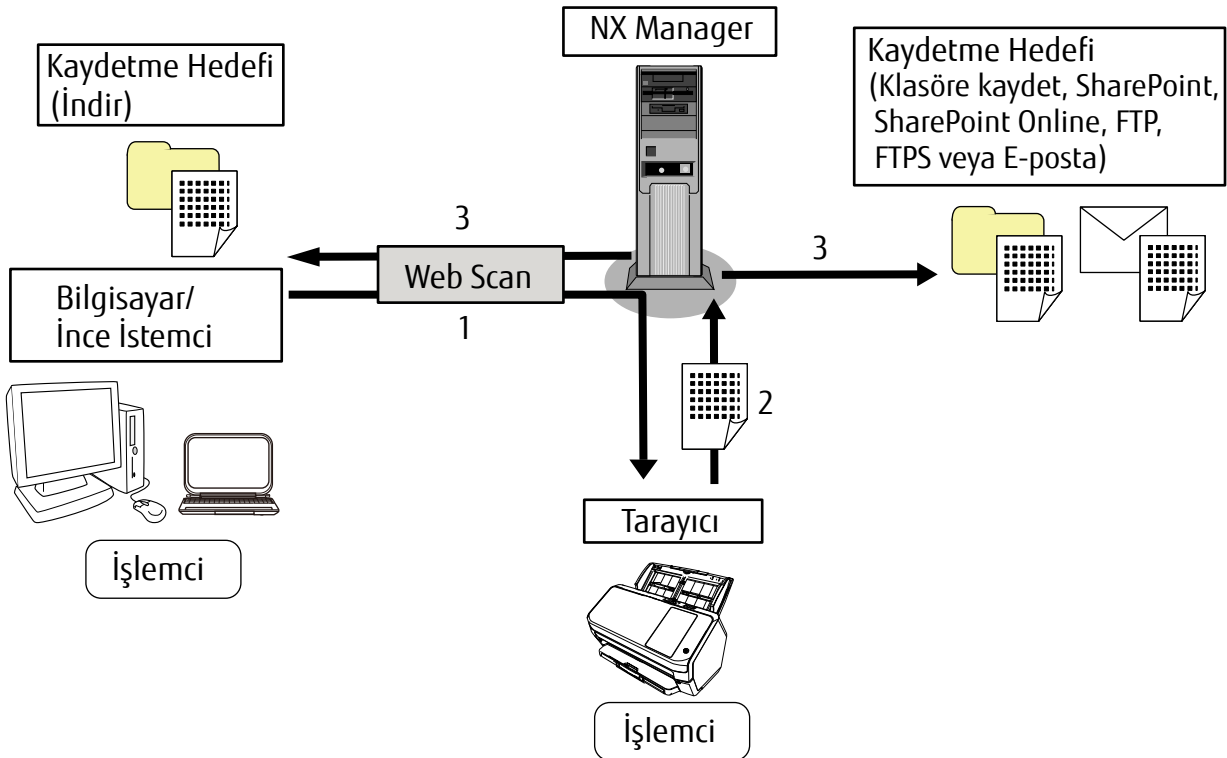 NX Manager
Kaydetme Hedefi
(İndir)
Kaydetme Hedefi
(Klasöre kaydet, SharePoint,
SharePoint Online, FTP,
FTPS veya E-posta)
3
Web Scan
1
3
Bilgisayar/
İnce İstemci
2
İşlemci
Tarayıcı
İşlemci